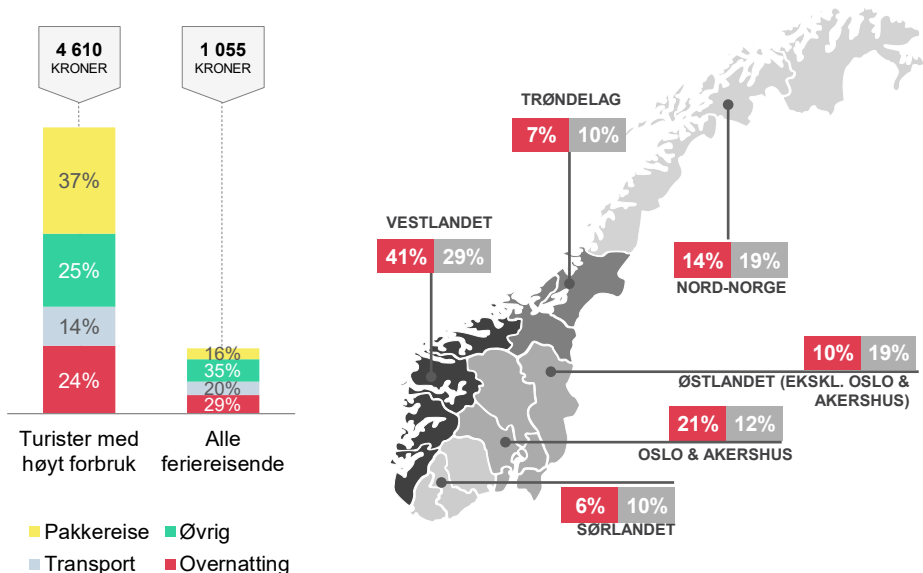 4 610
KRONER
1 055
KRONER
37%
25%
14%
24%
16%
35%
20%
29%
Turister med
høyt forbruk
Alle
feriereisende
Pakkereise
Øvrig
Transport
Overnatting
TRØNDELAG
7% 10%
VESTLANDET
41% 29%
14% 19%
NORD-NORGE
10% 19%
ØSTLANDET (EKSKL. OSLO &
AKERSHUS)
21% 12%
OSLO & AKERSHUS
6% 10%
SØRLANDET